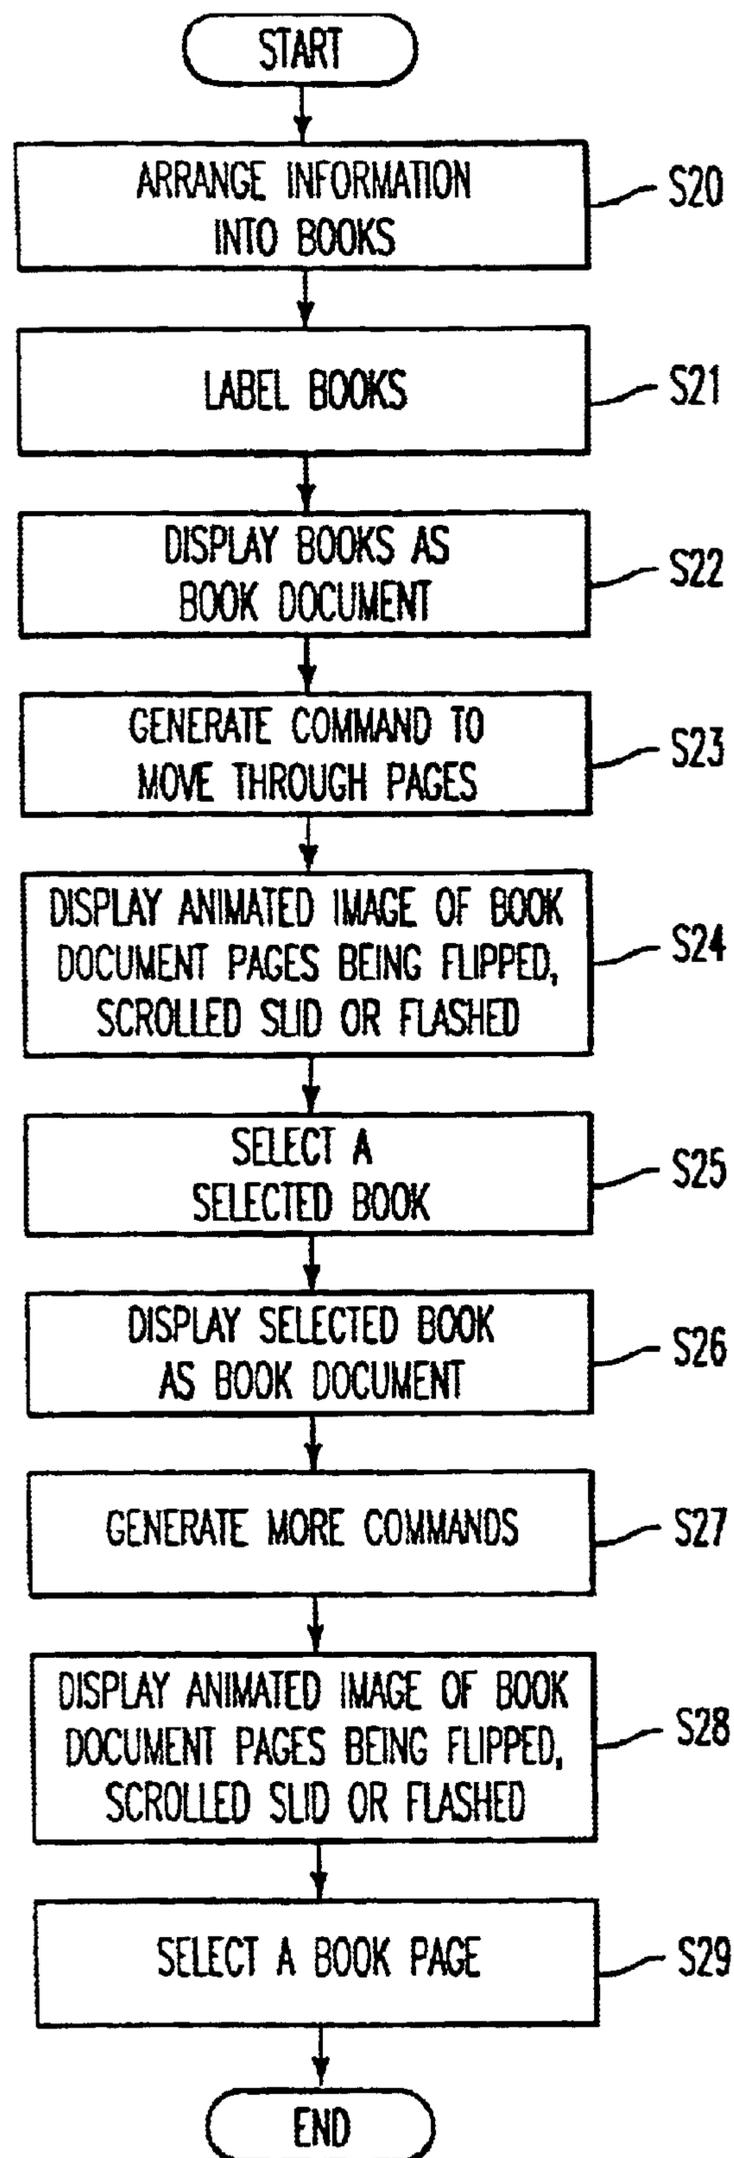 START
ARRANGE INFORMATION
INTO BOOKS
S20
LABEL BOOKS
S21
DISPLAY BOOKS AS
BOOK DOCUMENT
S22
GENERATE COMMAND TO
MOVE THROUGH PAGES
S23
DISPLAY ANIMATED IMAGE OF BOOK
DOCUMENT PAGES BEING FLIPPED,
SCROLLED SLID OR FLASHED
S24
SELECT A
SELECTED BOOK
S25
DISPLAY SELECTED BOOK
AS BOOK DOCUMENT
S26
GENERATE MORE COMMANDS
S27
DISPLAY ANIMATED IMAGE OF BOOK
DOCUMENT PAGES BEING FLIPPED,
SCROLLED SLID OR FLASHED
S28
SELECT A BOOK PAGE
S29
END